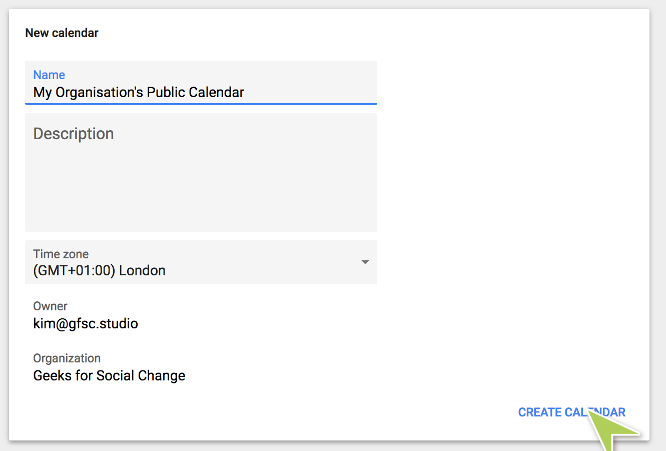 New calendar
Name
My Organisation's Public Calendar
Description
Time zone
(GMT+01:00) London
Owner
kim@gfsc.studio
Organization
Geeks for Social Change
CREATE CALENDAR